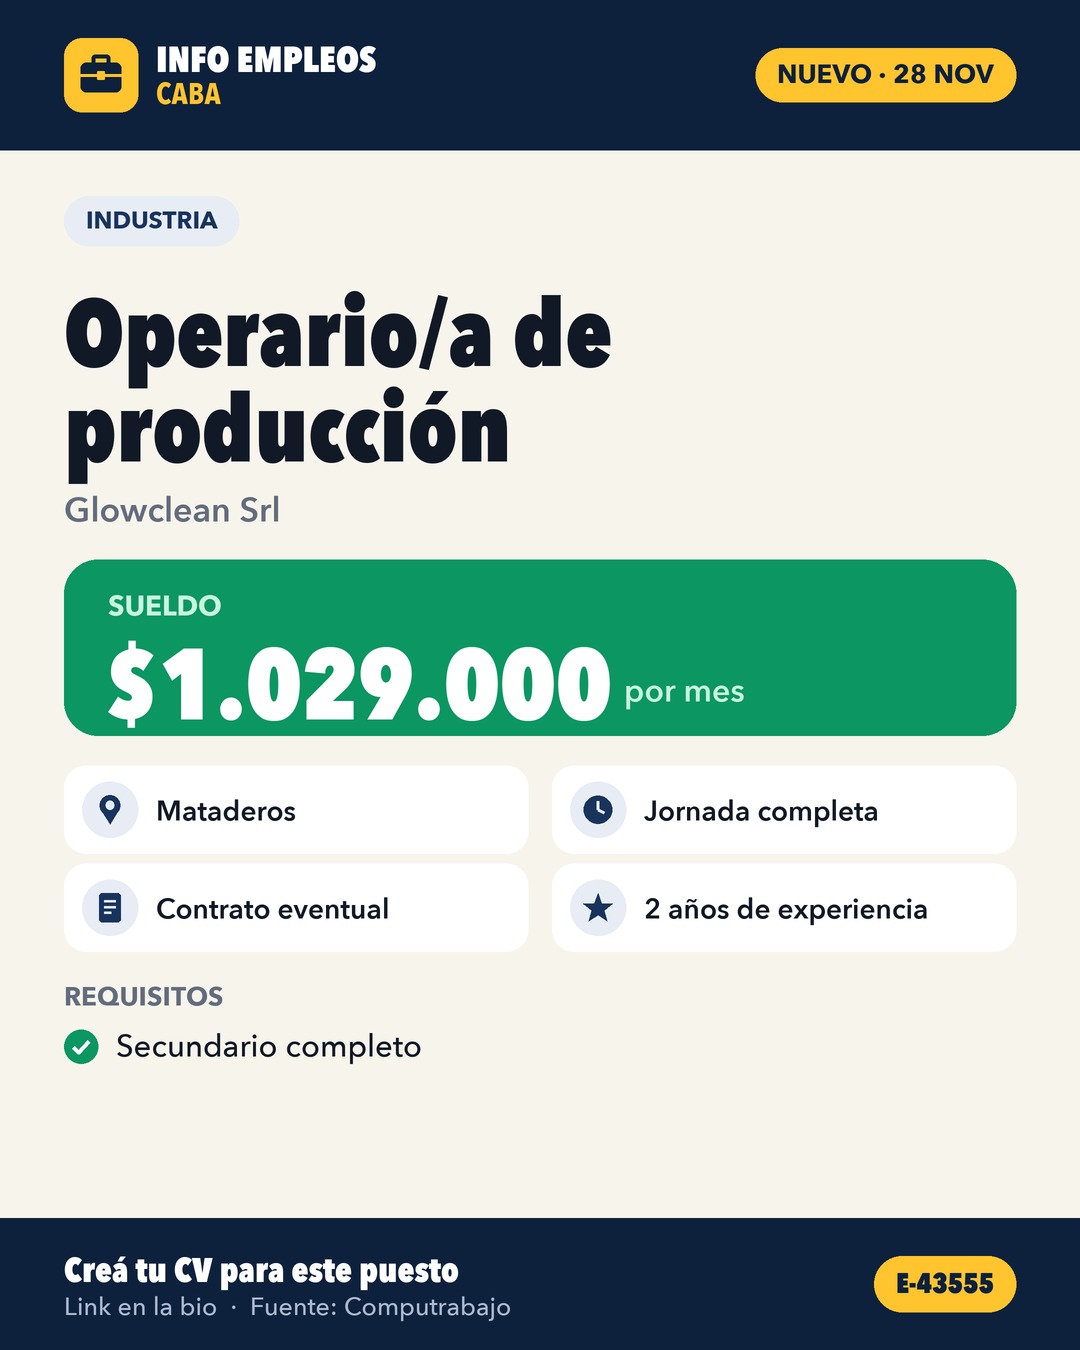 INFO EMPLEOS
CABA
NUEVO · 28 NOV
INDUSTRIA
Operario/a de
producción
Glowclean Srl
SUELDO
$1.029.000 por mes
Mataderos
Jornada completa
Contrato eventual
2 años de experiencia
REQUISITOS
Secundario completo
Creá tu CV para este puesto
Link en la bio · Fuente: Computrabajo
E-43555